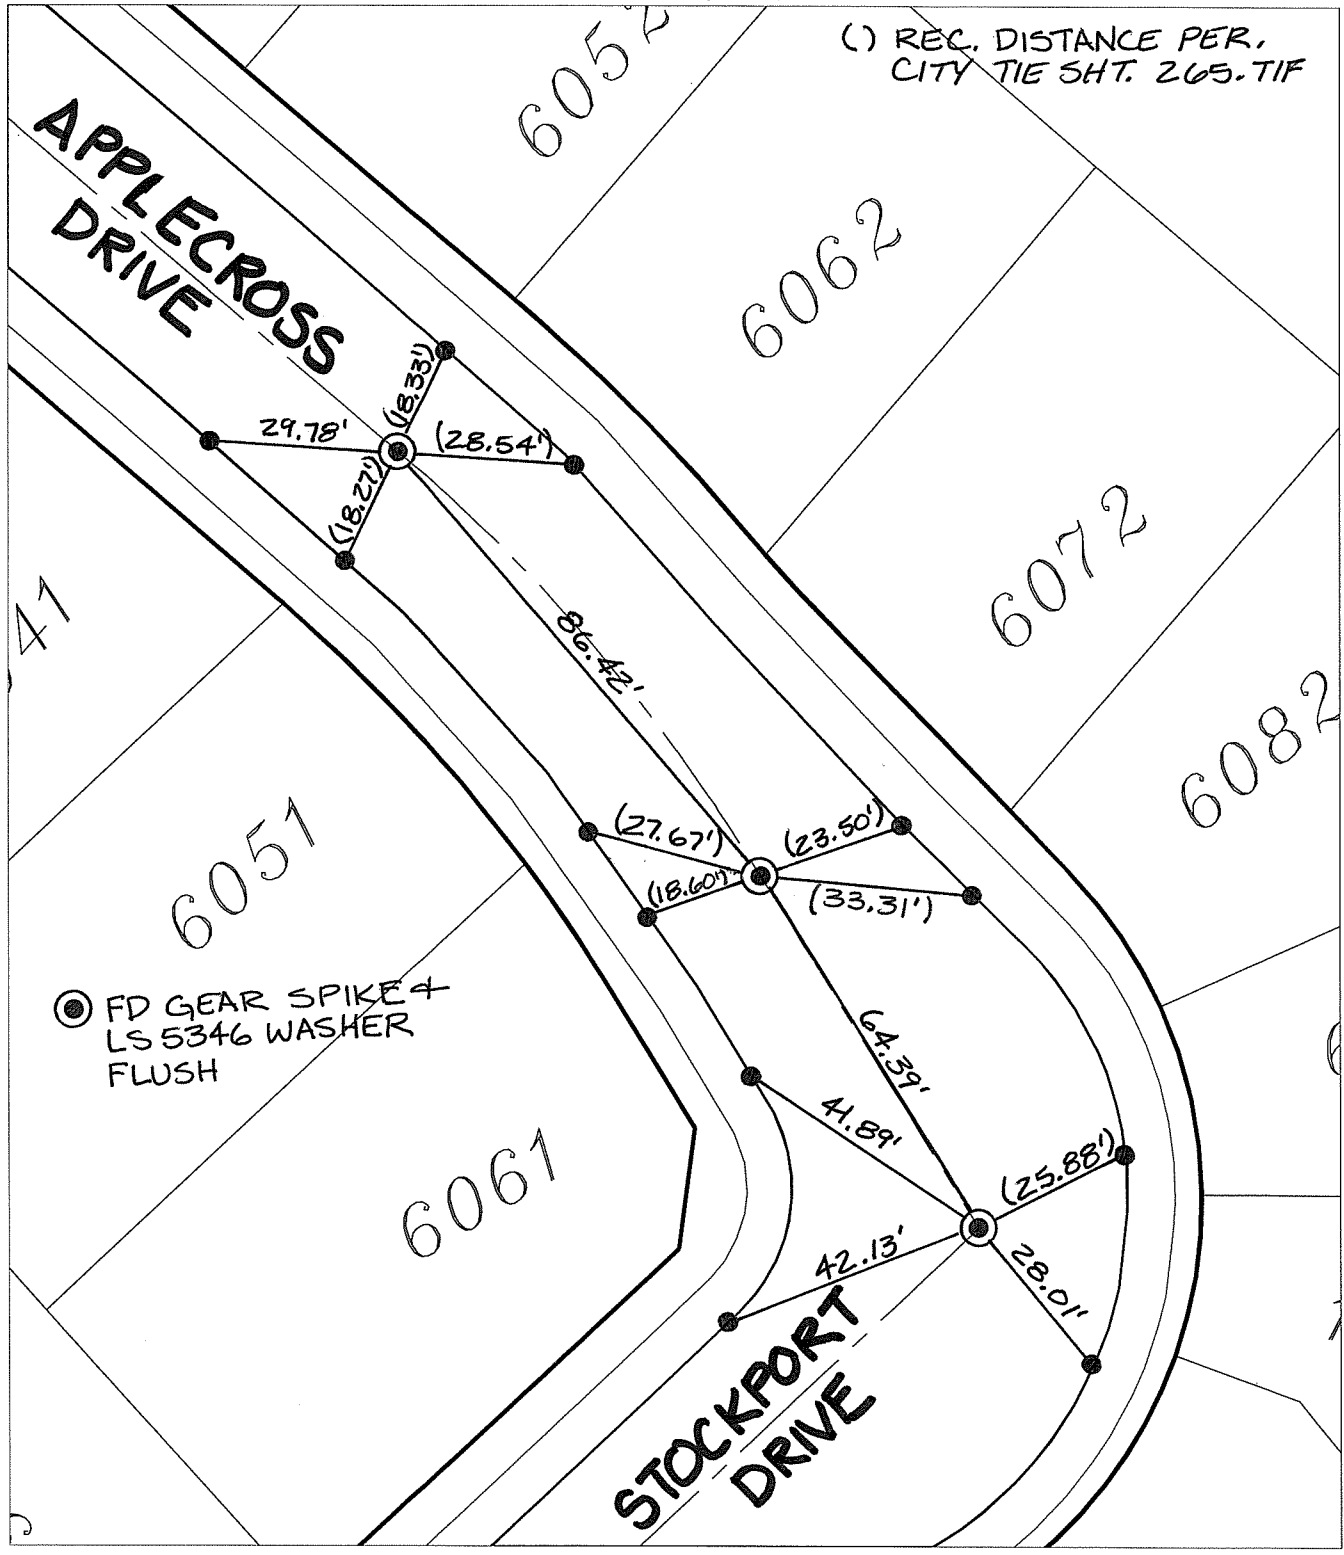 () REC. DISTANCE PER.
CITY TIE SHT. 265.TIF
6052
APPLECROSS
DRIVE
6062
(18.33')
29.78'
(28.54')
(18.27')
6072
41
86.42'
6082
(27.67')
(23.50')
6051
(18.60')
(33.31')
FD GEAR SPIKE &
LS 5346 WASHER
FLUSH
64.39'
41.89'
6061
(25.88')
42.13'
28.01'
STOCKPORT
DRIVE